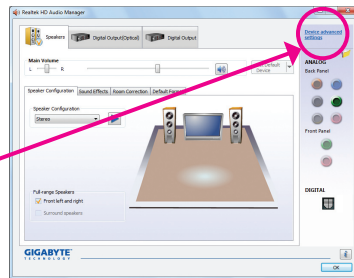 Realtek HD Audio Manager
Speakers
Digital Output(Optical)
Digital Output
Device advanced
settings
Main Volume
L
R
Default
Device
ANALOG
Back Panel
Speaker Configuration
Sound Effects
Room Correction
Default Format
Speaker Configuration
Stereo
Front Panel
Full-range Speakers
Front left and right
Surround speakers
DIGITAL
GIGABYTE
TECHNOLOGY
OK